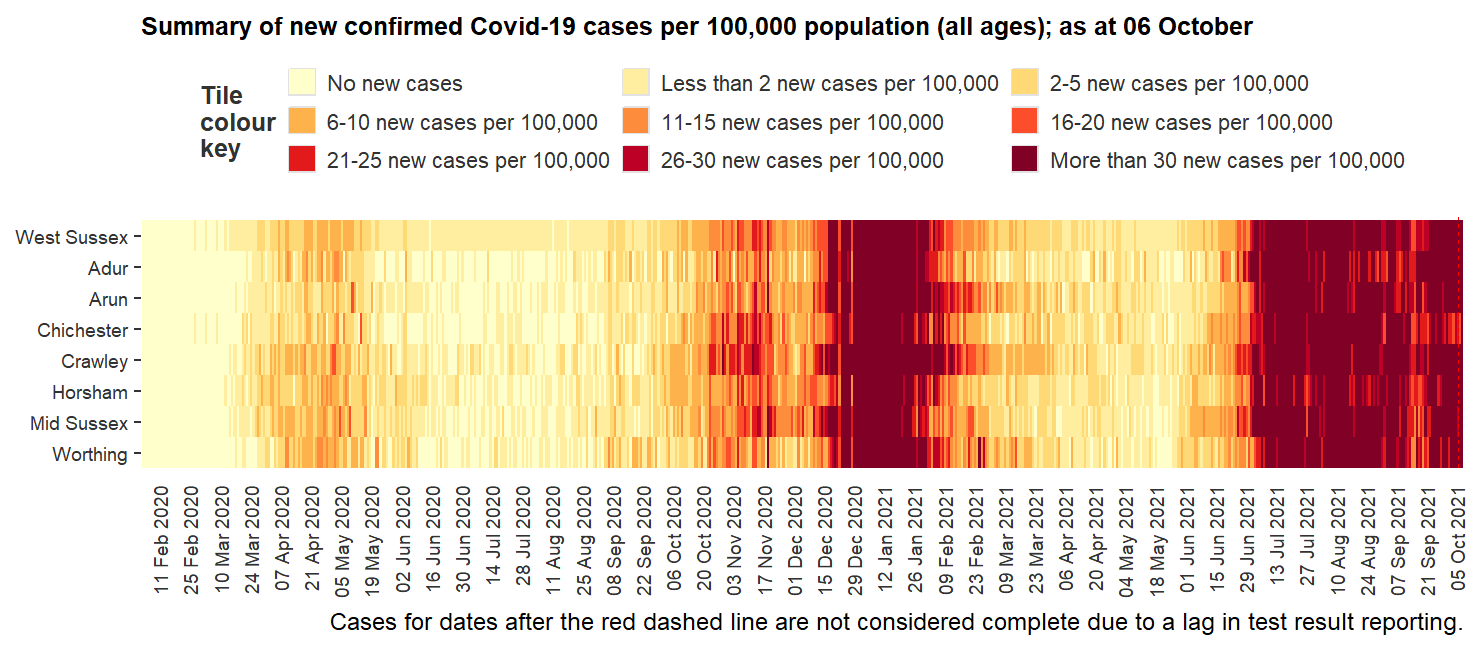 Summary of new confirmed Covid-19 cases per 100,000 population (all ages); as at 06 October
Tile
colour
key
No new cases
Less than 2 new cases per 100,000
2-5 new cases per 100,000
6-10 new cases per 100,000
11-15 new cases per 100,000
16-20 new cases per 100,000
21-25 new cases per 100,000
26-30 new cases per 100,000
More than 30 new cases per 100,000
West Sussex
Adur
Arun
Chichester
Crawley
Horsham
Mid Sussex
Worthing
11 Feb 2020
25 Feb 2020
10 Mar 2020
24 Mar 2020
07 Apr 2020
21 Apr 2020
05 May 2020
19 May 2020
02 Jun 2020
16 Jun 2020
30 Jun 2020
14 Jul 2020
28 Jul 2020
11 Aug 2020
25 Aug 2020
08 Sep 2020
22 Sep 2020
06 Oct 2020
20 Oct 2020
03 Nov 2020
17 Nov 2020
01 Dec 2020
15 Dec 2020
29 Dec 2020
12 Jan 2021
26 Jan 2021
09 Feb 2021
23 Feb 2021
09 Mar 2021
23 Mar 2021
06 Apr 2021
20 Apr 2021
04 May 2021
18 May 2021
01 Jun 2021
15 Jun 2021
29 Jun 2021
13 Jul 2021
27 Jul 2021
10 Aug 2021
24 Aug 2021
07 Sep 2021
21 Sep 2021
05 Oct 2021
Cases for dates after the red dashed line are not considered complete due to a lag in test result reporting.